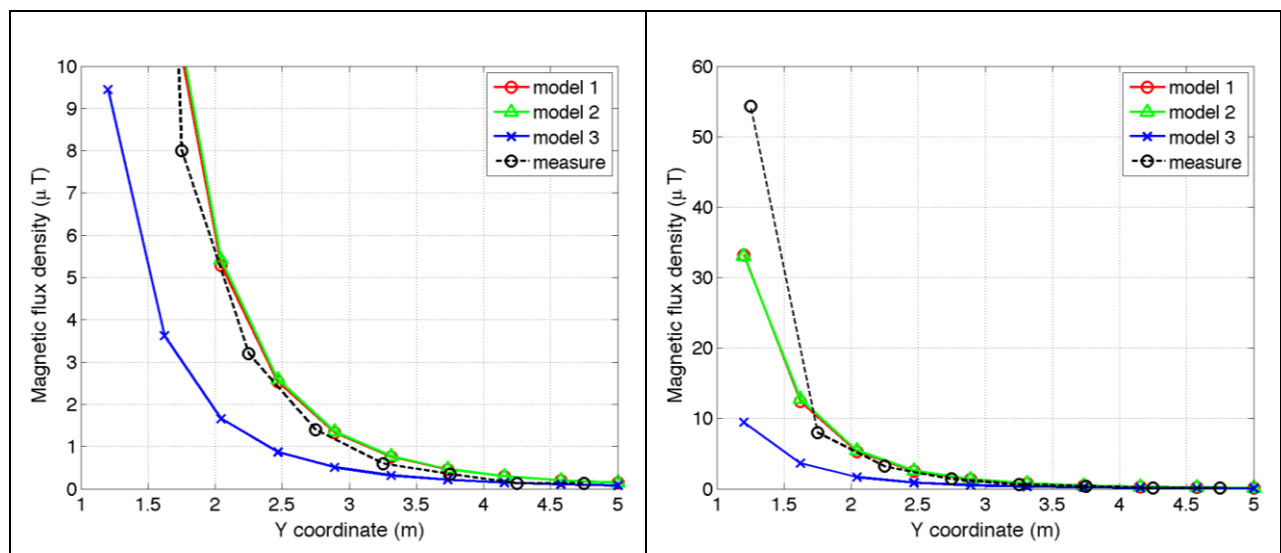 10
9
8
7
6
5
4
3
2
1
0
1 1.5 2 2.5 3 3.5 4 4.5 5
Magnetic flux density (μ T)
Y coordinate (m)
model 1
model 2
model 3
measure
60
50
40
30
20
10
0
1 1.5 2 2.5 3 3.5 4 4.5 5
Magnetic flux density (μ T)
Y coordinate (m)
model 1
model 2
model 3
measure